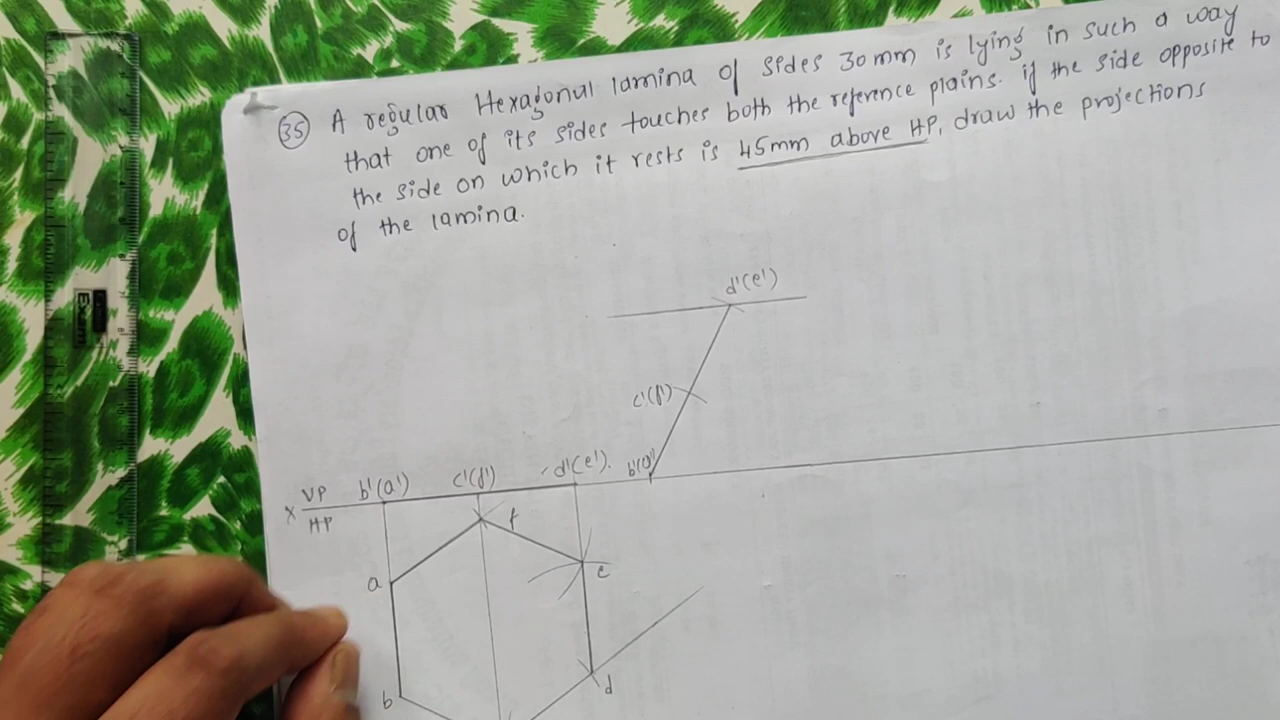 35 A regular Hexagonal lamina of sides 30mm is lying in such a way
that one of its sides touches both the reference plains. if the side opposite to
the side on which it rests is 45mm above HP, draw the projections
of the lamina.
d'(e')
c'(f')
b'(a')
X VP b'(a') c'(f') d'(e').
HP
f
a e
b d
Exam